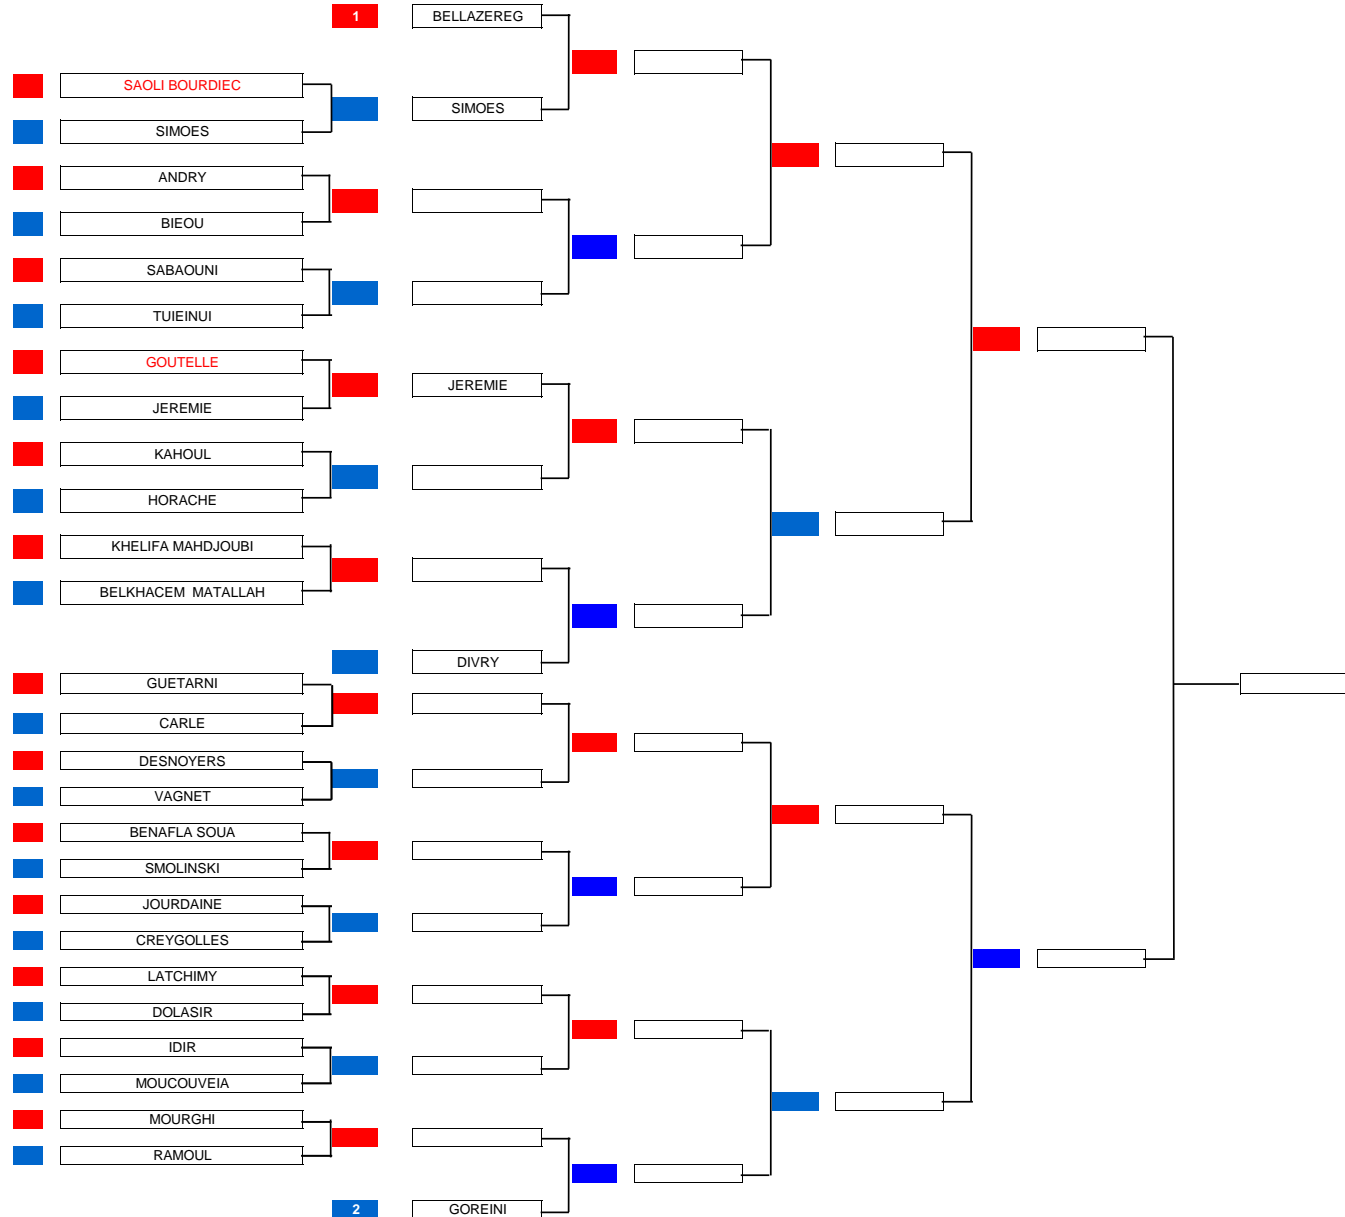 1 BELLAZEREG
SAOLI BOURDIEC
SIMOES
SIMOES
ANDRY
BIEOU
SABAOUNI
TUIEINUI
GOUTELLE
JEREMIE
JEREMIE
KAHOUL
HORACHE
KHELIFA MAHDJOUBI
BELKHACEM MATALLAH
DIVRY
GUETARNI
CARLE
DESNOYERS
VAGNET
BENAFLA SOUA
SMOLINSKI
JOURDAINE
CREYGOLLES
LATCHIMY
DOLASIR
IDIR
MOUCOUVEIA
MOURGHI
RAMOUL
2 GOREINI